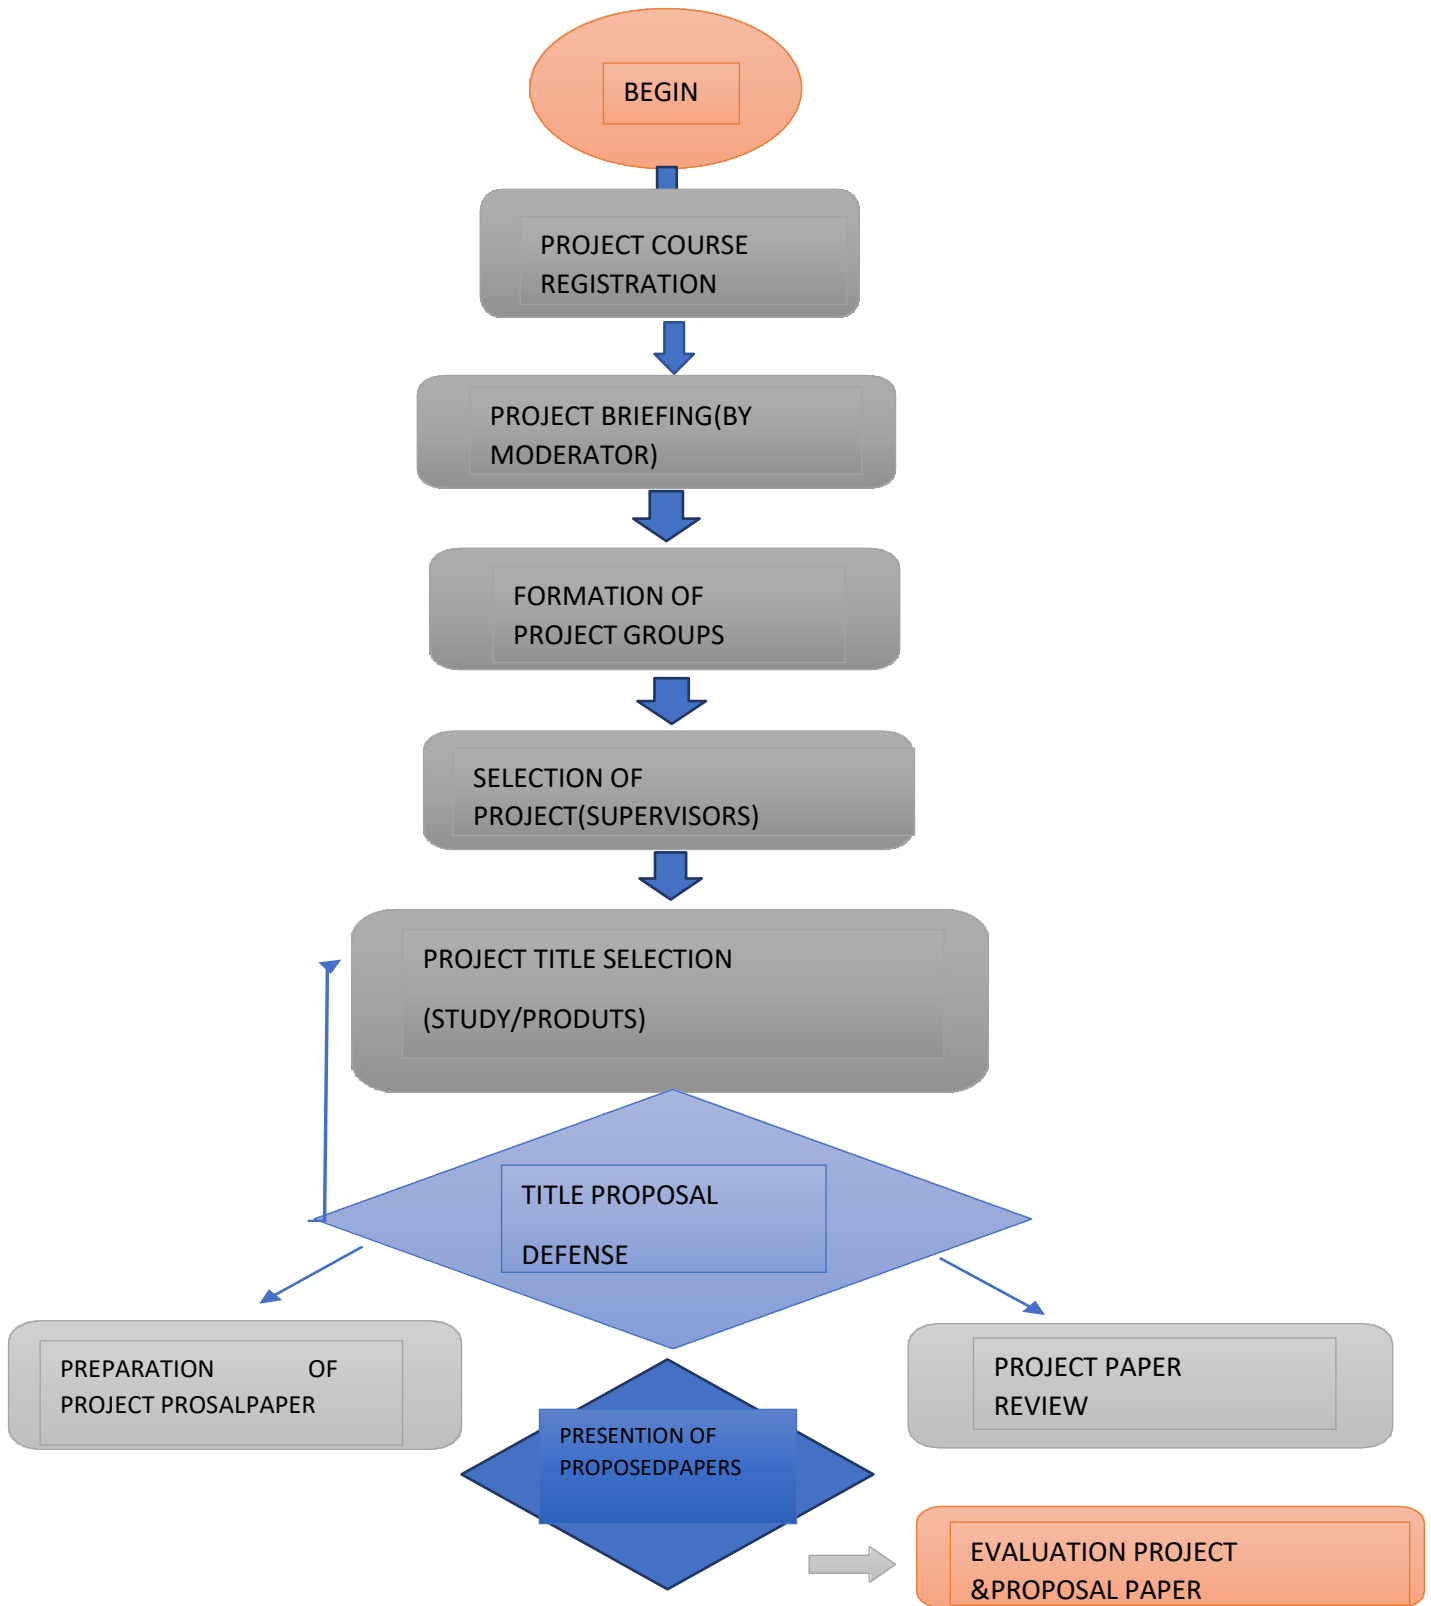 BEGIN
PROJECT COURSE
REGISTRATION
PROJECT BRIEFING(BY
MODERATOR)
FORMATION OF
PROJECT GROUPS
SELECTION OF
PROJECT(SUPERVISORS)
PROJECT TITLE SELECTION
(STUDY/PRODUTS)
TITLE PROPOSAL
DEFENSE
PREPARATION OF
PROJECT PROSALPAPER
PROJECT PAPER
REVIEW
PRESENTION OF
PROPOSEDPAPERS
EVALUATION PROJECT
&PROPOSAL PAPER